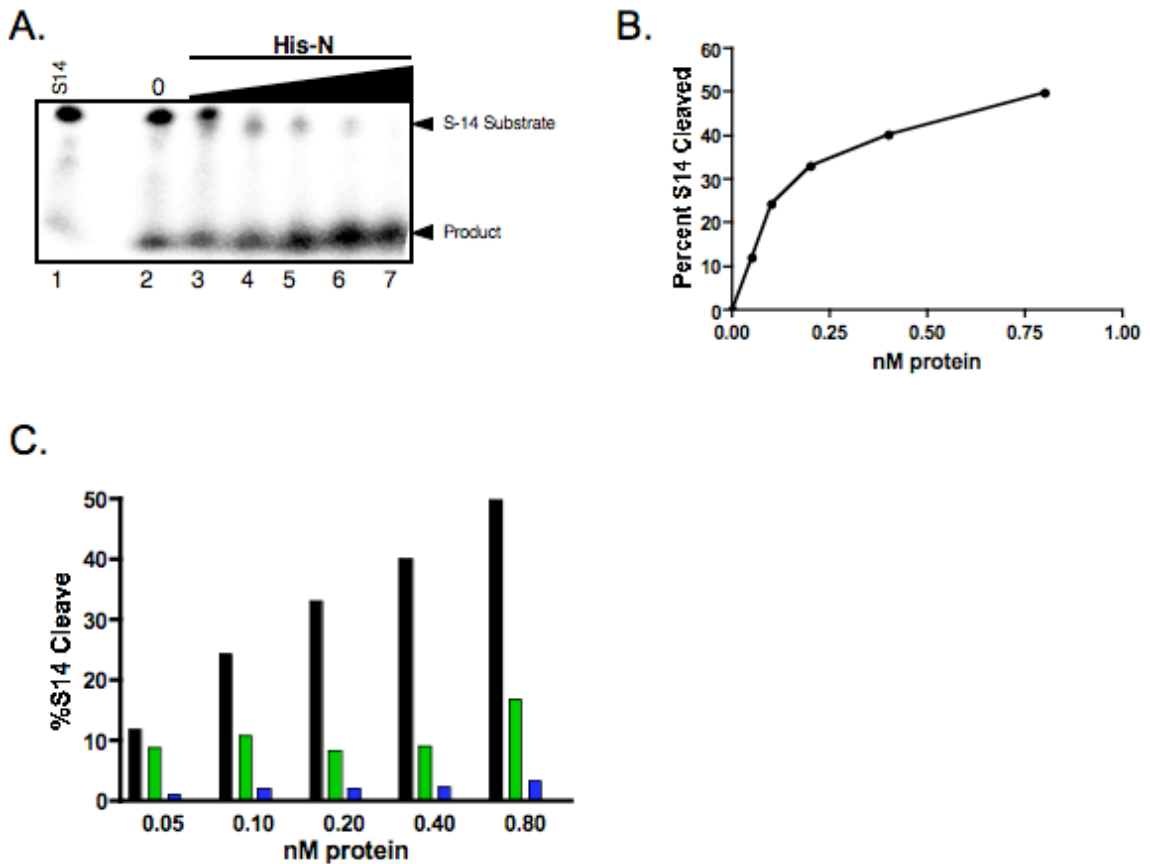 A.
His-N
S14
0
S-14 Substrate
Product
1 2 3 4 5 6 7
B.
Percent S14 Cleaved
60
50
40
30
20
10
0
0.00 0.25 0.50 0.75 1.00
nM protein
C.
%S14 Cleave
50
40
30
20
10
0
0.05 0.10 0.20 0.40 0.80
nM protein